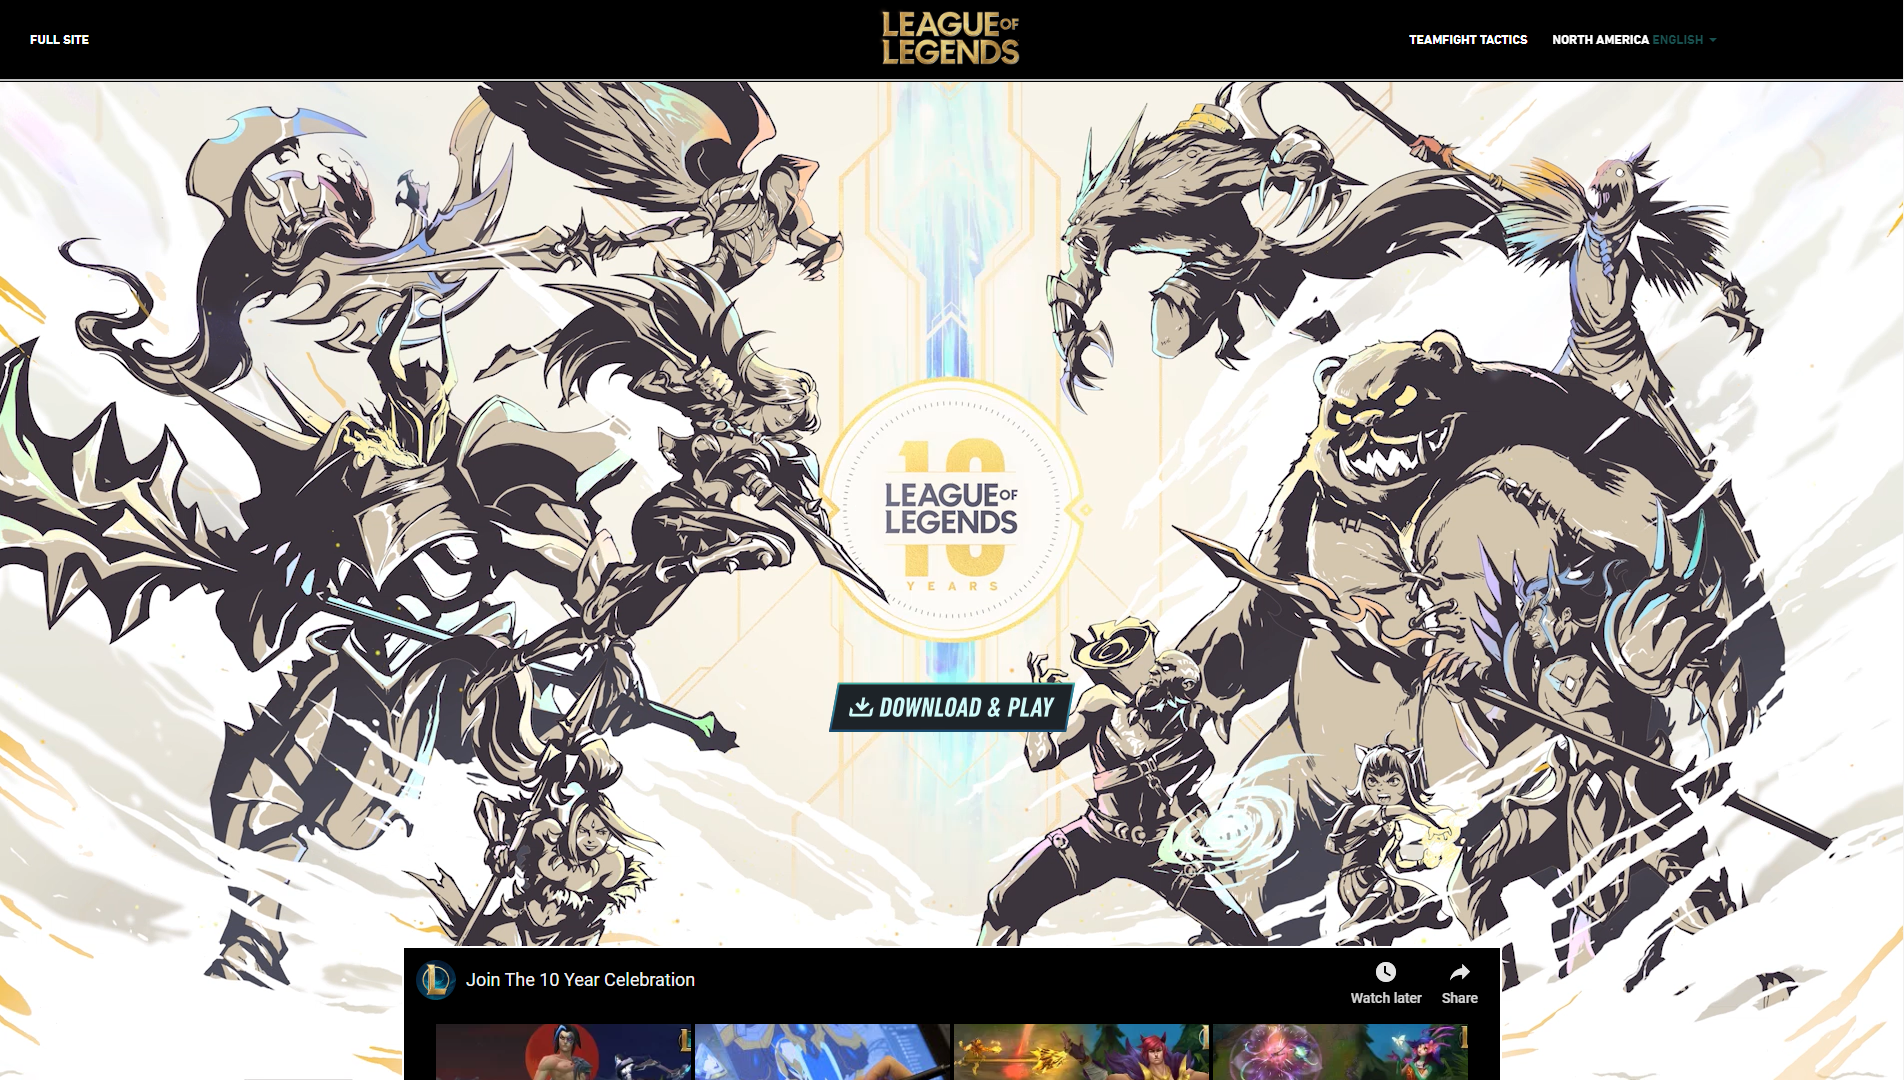 FULL SITE
LEAGUE OF
LEGENDS
TEAMFIGHT TACTICS
NORTH AMERICA ENGLISH
10
LEAGUE OF
LEGENDS
YEARS
DOWNLOAD & PLAY
Join The 10 Year Celebration
Watch later
Share